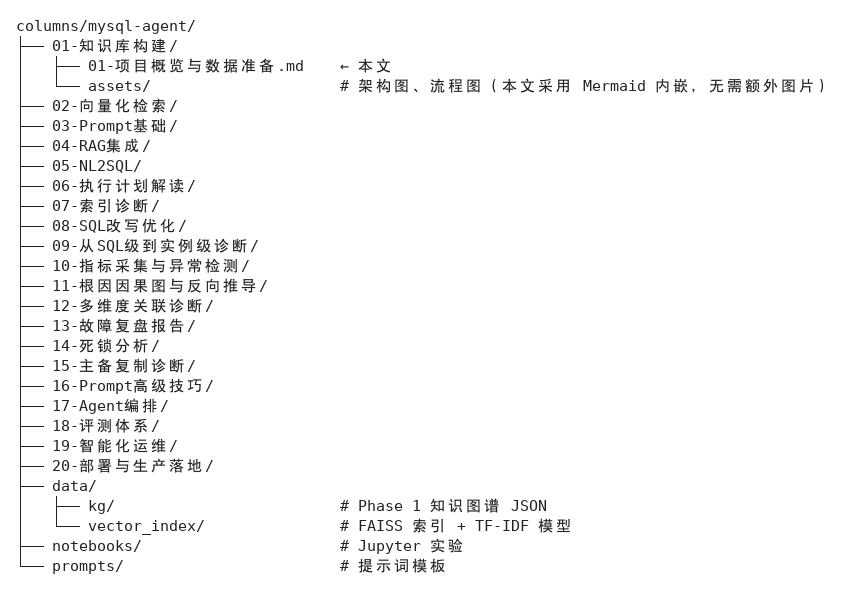 columns/mysql-agent/
├── 01-知识库构建/
│   ├── 01-项目概览与数据准备.md    ← 本文
│   └── assets/                     # 架构图、流程图（本文采用 Mermaid 内嵌，无需额外图片）
├── 02-向量化检索/
├── 03-Prompt基础/
├── 04-RAG集成/
├── 05-NL2SQL/
├── 06-执行计划解读/
├── 07-索引诊断/
├── 08-SQL改写优化/
├── 09-从SQL级到实例级诊断/
├── 10-指标采集与异常检测/
├── 11-根因因果图与反向推导/
├── 12-多维度关联诊断/
├── 13-故障复盘报告/
├── 14-死锁分析/
├── 15-主备复制诊断/
├── 16-Prompt高级技巧/
├── 17-Agent编排/
├── 18-评测体系/
├── 19-智能化运维/
├── 20-部署与生产落地/
├── data/
│   ├── kg/                         # Phase 1 知识图谱 JSON
│   └── vector_index/               # FAISS 索引 + TF-IDF 模型
├── notebooks/                      # Jupyter 实验
└── prompts/                        # 提示词模板